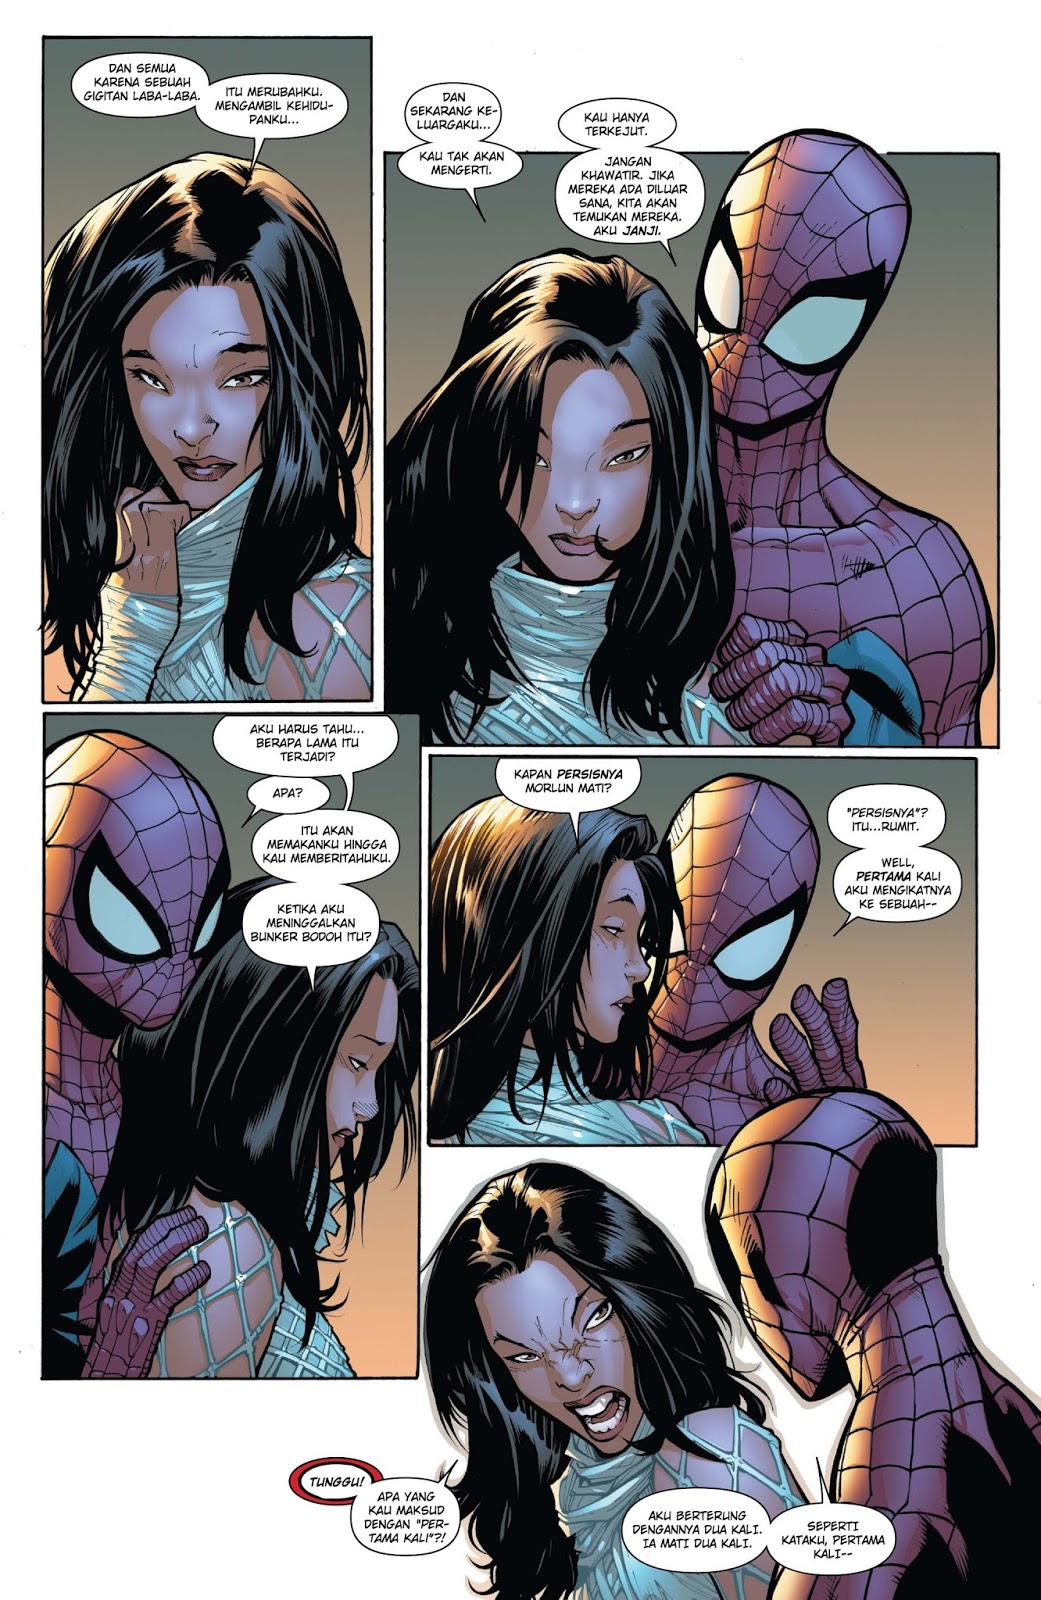 DAN SEMUA
KARENA SEBUAH
GIGITAN LABA-LABA.
ITU MERUBAHKU.
MENGAMBIL KEHIDU-
PANKU...
DAN
SEKARANG KE-
LUARGAKU...
KAU TAK AKAN
MENGERTI.
KAU HANYA
TERKEJUT.
JANGAN
KHAWATIR. JIKA
MEREKA ADA DILUAR
SANA, KITA AKAN
TEMUKAN MEREKA.
AKU JANJI.
AKU HARUS TAHU...
BERAPA LAMA ITU
TERJADI?
APA?
ITU AKAN
MEMAKANKU HINGGA
KAU MEMBERITAHUKU.
KETIKA AKU
MENINGGALKAN
BUNKER BODOH ITU?
KAPAN PERSISNYA
MORLUN MATI?
"PERSISNYA"?
ITU...RUMIT.
WELL,
PERTAMA KALI
AKU MENGIKATNYA
KE SEBUAH--
TUNGGU!
APA YANG
KAU MAKSUD
DENGAN "PER-
TAMA KALI"?!
AKU BERTERUNG
DENGANNYA DUA KALI.
IA MATI DUA KALI.
SEPERTI
KATAKU, PERTAMA
KALI--